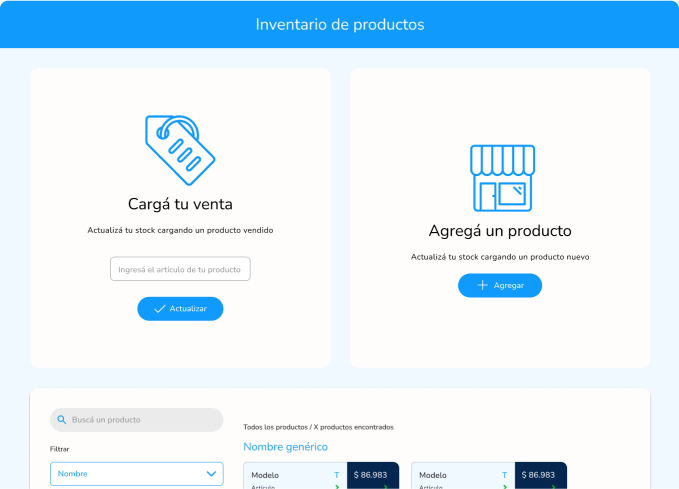 Inventario de productos
Cargá tu venta
Actualizá tu stock cargando un producto vendido
Ingresá el artículo de tu producto
Actualizar
Agregá un producto
Actualizá tu stock cargando un producto nuevo
Agregar
Buscá un producto
Filtrar
Nombre
Todos los productos / X productos encontrados
Nombre genérico
Modelo T $ 86.983
Artículo
Modelo T $ 86.983
Artículo